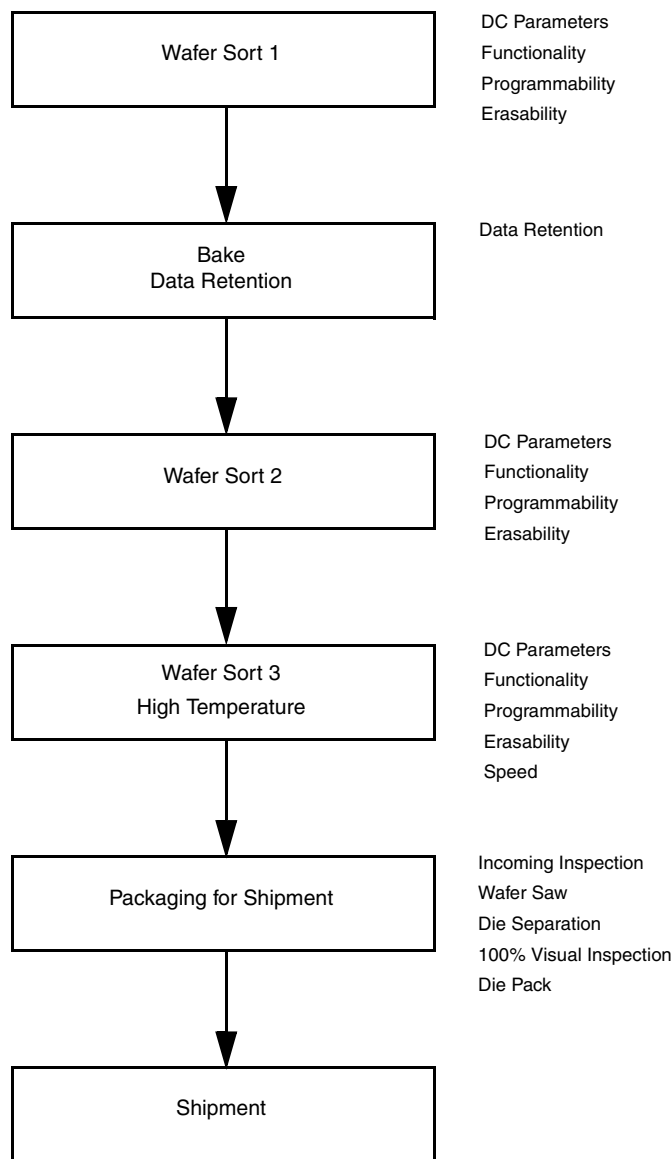 Wafer Sort 1
DC Parameters
Functionality
Programmability
Erasability
Bake
Data Retention
Data Retention
Wafer Sort 2
DC Parameters
Functionality
Programmability
Erasability
Wafer Sort 3
High Temperature
DC Parameters
Functionality
Programmability
Erasability
Speed
Packaging for Shipment
Incoming Inspection
Wafer Saw
Die Separation
100% Visual Inspection
Die Pack
Shipment